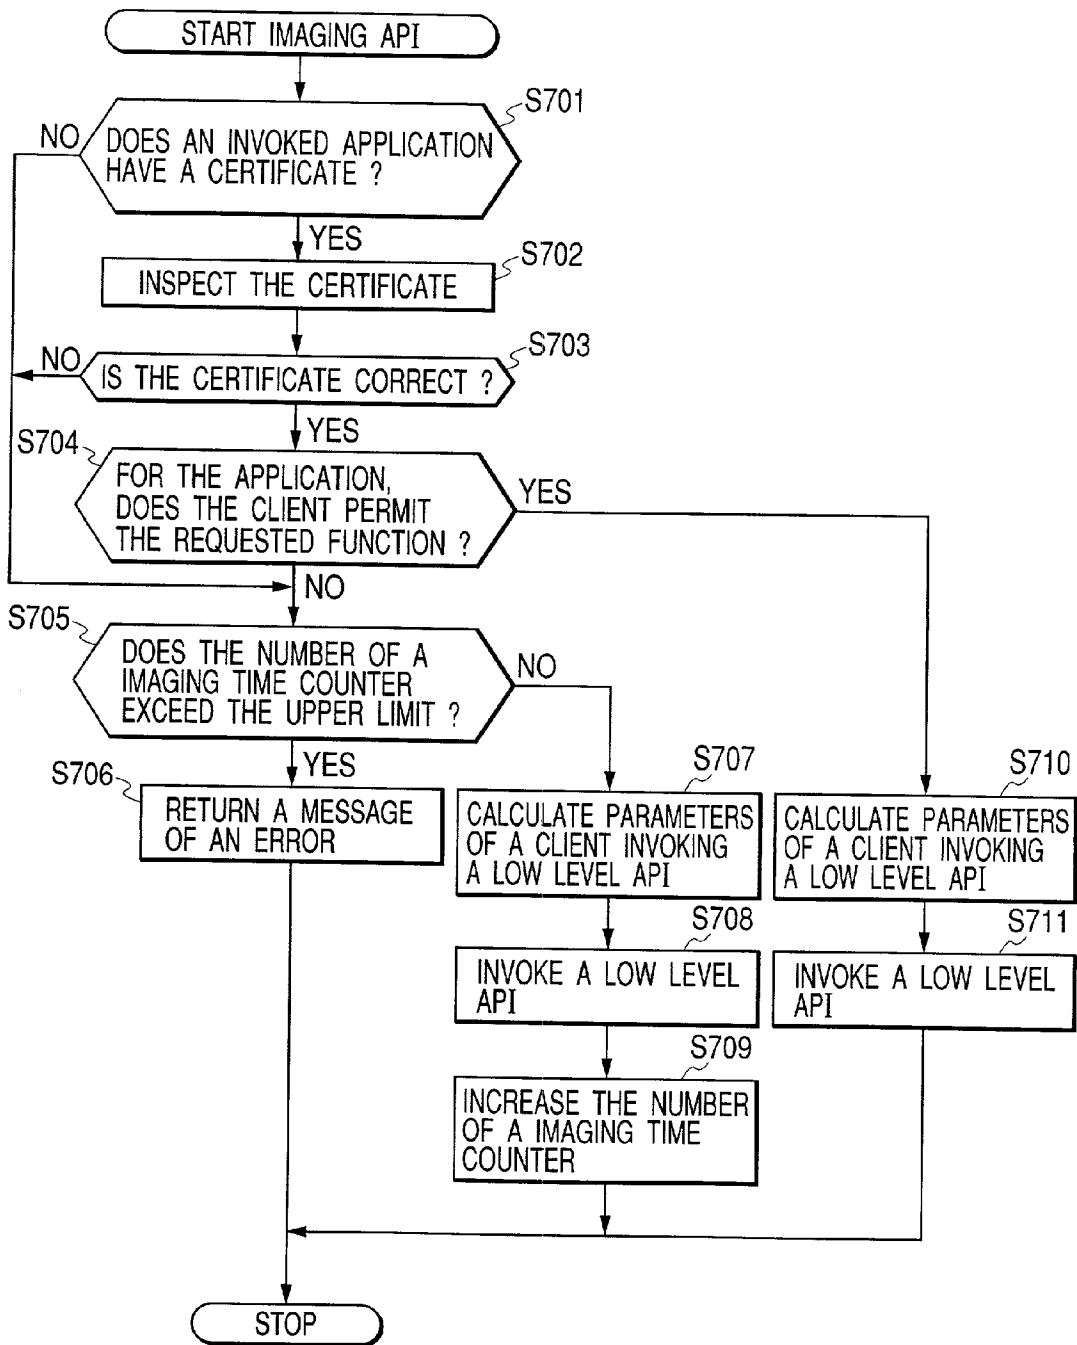 START IMAGING API
S701
NO
DOES AN INVOKED APPLICATION
HAVE A CERTIFICATE ?
YES
S702
INSPECT THE CERTIFICATE
S703
NO
IS THE CERTIFICATE CORRECT ?
YES
S704
FOR THE APPLICATION,
DOES THE CLIENT PERMIT
THE REQUESTED FUNCTION ?
YES
NO
S705
DOES THE NUMBER OF A
IMAGING TIME COUNTER
EXCEED THE UPPER LIMIT ?
NO
YES
S706
RETURN A MESSAGE
OF AN ERROR
S707
CALCULATE PARAMETERS
OF A CLIENT INVOKING
A LOW LEVEL API
S710
CALCULATE PARAMETERS
OF A CLIENT INVOKING
A LOW LEVEL API
S708
INVOKE A LOW LEVEL
API
S711
INVOKE A LOW LEVEL
API
S709
INCREASE THE NUMBER
OF A IMAGING TIME
COUNTER
STOP